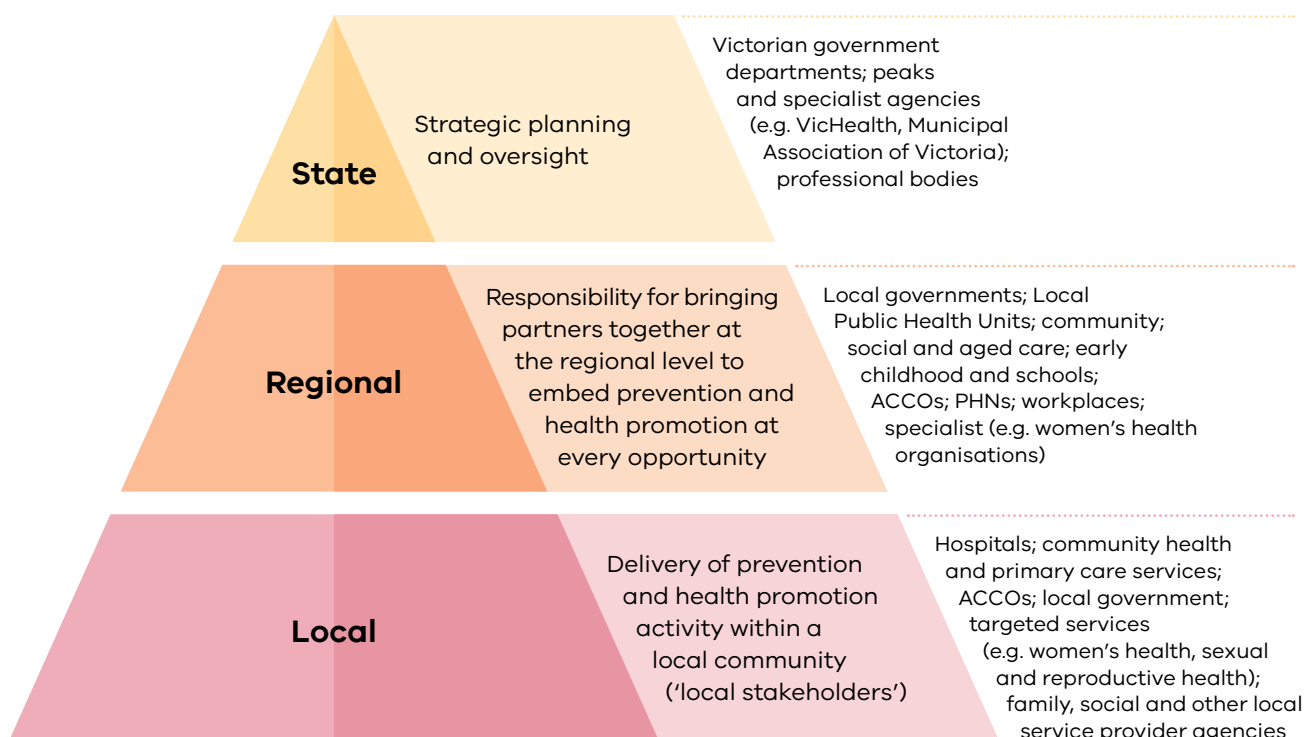 State
Strategic planning
and oversight
Victorian government
departments; peaks
and specialist agencies
(e.g. VicHealth, Municipal
Association of Victoria);
professional bodies
Regional
Responsibility for bringing
partners together at
the regional level to
embed prevention and
health promotion at
every opportunity
Local governments; Local
Public Health Units; community;
social and aged care; early
childhood and schools;
ACCOs; PHNs; workplaces;
specialist (e.g. women’s health
organisations)
Local
Delivery of prevention
and health promotion
activity within a
local community
(‘local stakeholders’)
Hospitals; community health
and primary care services;
ACCOs; local government;
targeted services
(e.g. women’s health, sexual
and reproductive health);
family, social and other local
service provider agencies